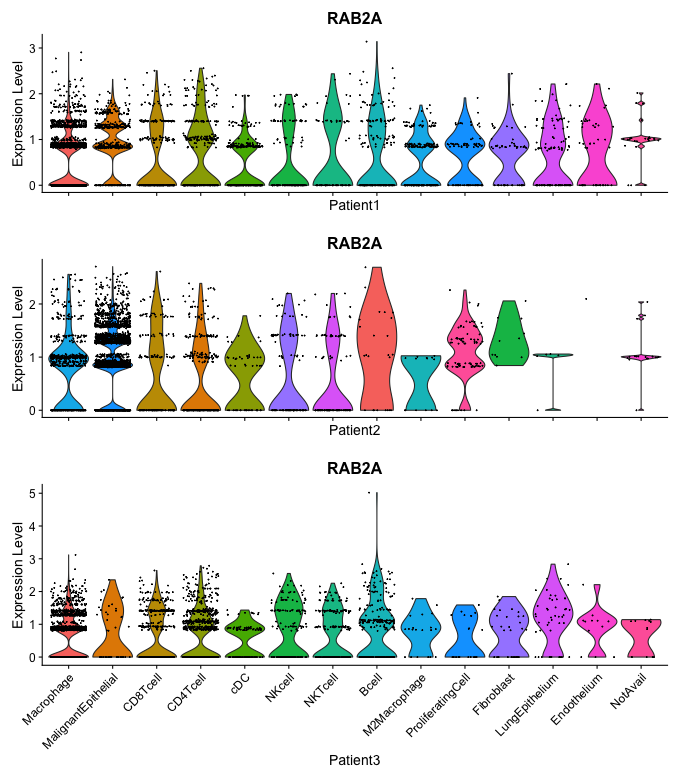 RAB2A
Expression Level
3
2
1
0
Patient1
RAB2A
Expression Level
2
1
0
Patient2
RAB2A
Expression Level
5
4
3
2
1
0
Macrophage
MalignantEpithelial
CD8Tcell
CD4Tcell
cDC
NKcell
NKTcell
Bcell
M2Macrophage
ProliferatingCell
Fibroblast
LungEpithelium
Endothelium
NotAvail
Patient3